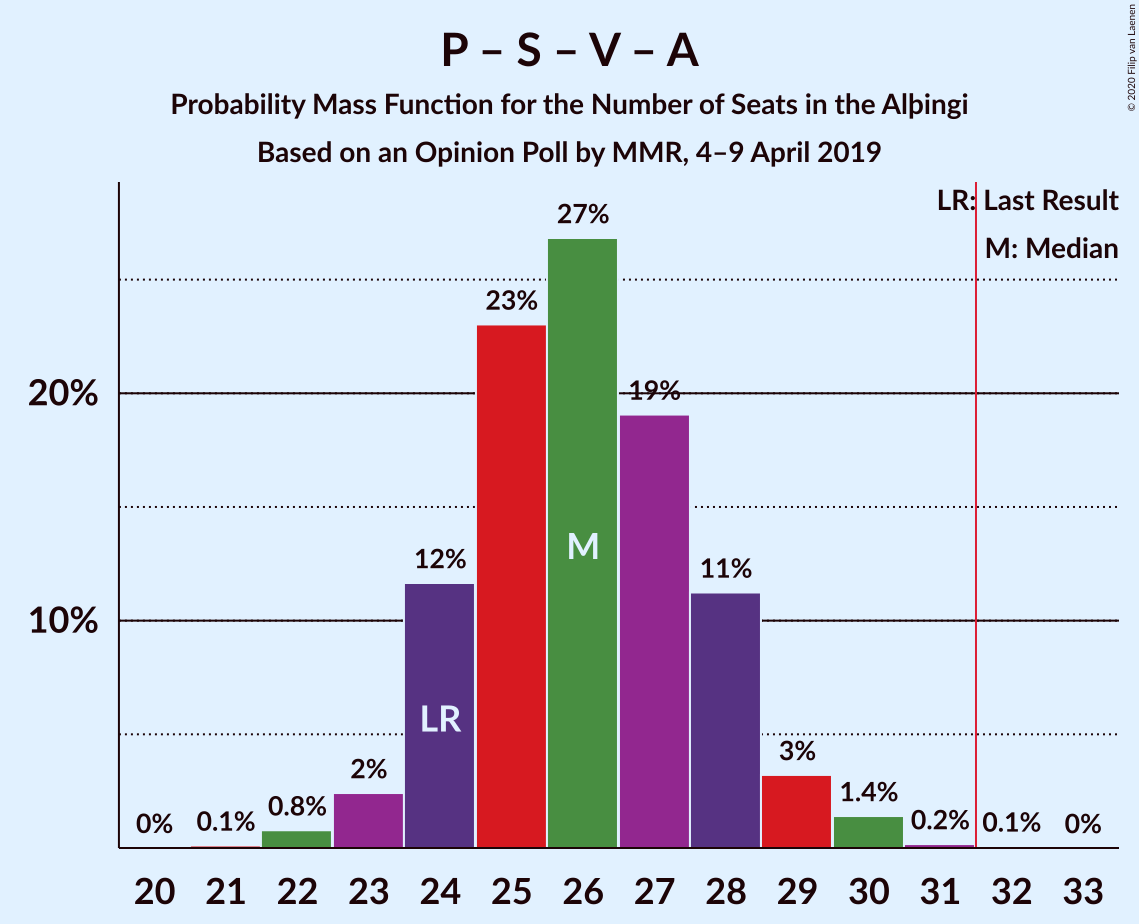 P – S – V – A
Probability Mass Function for the Number of Seats in the Alþingi
Based on an Opinion Poll by MMR, 4–9 April 2019
© 2020 Filip van Laenen
LR: Last Result
M: Median
20%
10%
0%
0.1%
0.8%
2%
12%
23%
27%
19%
11%
3%
1.4%
0.2%
0.1%
0%
LR
M
20 21 22 23 24 25 26 27 28 29 30 31 32 33